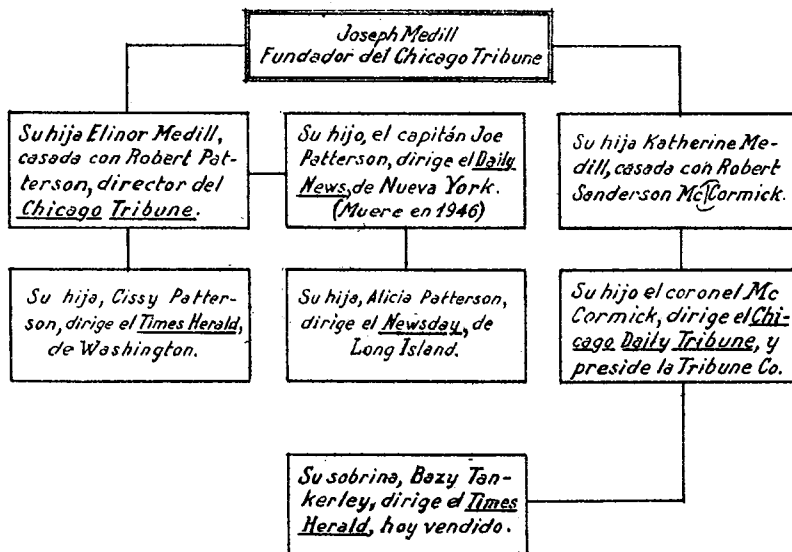 Joseph Medill
Fundador del Chicago Tribune
Su hija Elinor Medill,
casada con Robert Pat-
terson, director del
Chicago Tribune.
Su hijo, el capitán Joe
Patterson, dirige el Daily
News, de Nueva York.
(Muere en 1946)
Su hija Katherine Me-
dill, casada con Robert
Sanderson McCormick.
Su hija, Cissy Patter-
son, dirige el Times Herald,
de Washington.
Su hija, Alicia Patterson,
dirige el Newsday, de
Long Island.
Su hijo el coronel Mc
Cormick, dirige el Chi-
cago Daily Tribune, y
preside la Tribune Co.
Su sobrina, Bazy Tan-
kerley, dirige el Times
Herald, hoy vendido.